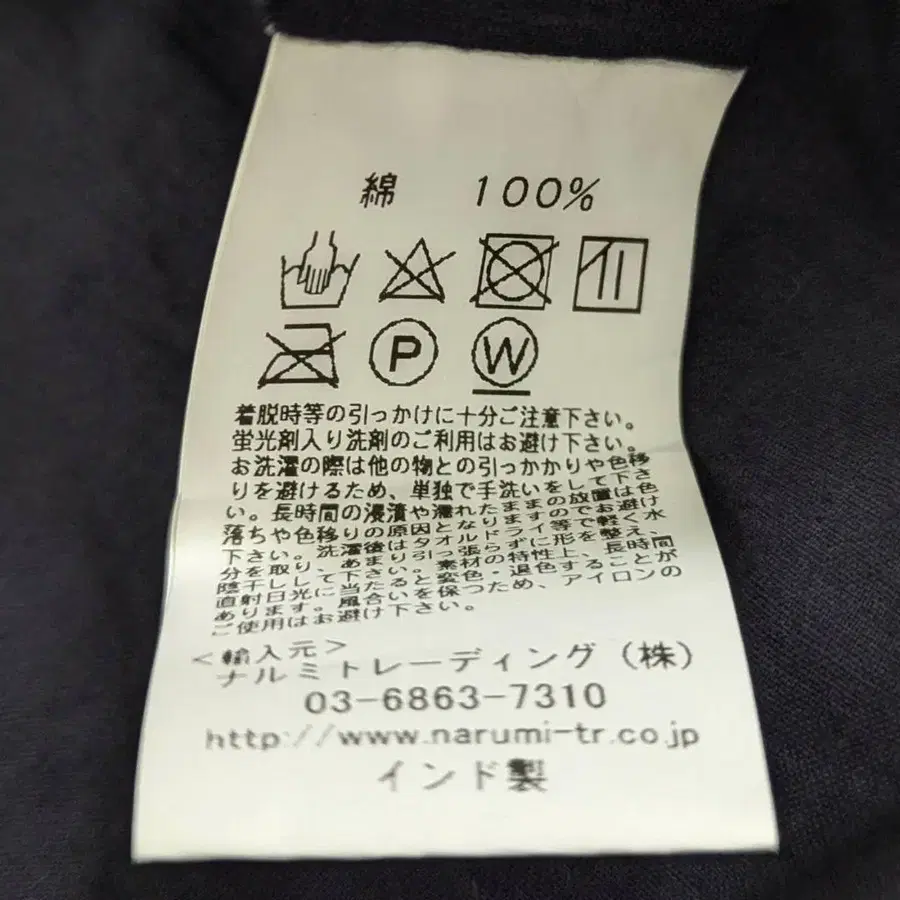 綿 100%
P
W
着脱時等の引っかけに十分ご注意下さい。
蛍光剤入り洗剤のご利用はお避け下さい。
お洗濯の際は他の物との引っかかりや色移
りを避けるため、単独で手洗いをして下さ
い。長時間の浸漬や濡れたままの放置は色
落ちや色移りの原因となりますのでお避け
下さい。洗濯後はタオルドライ等で軽く水
分を取り、あまり引っ張らずに形を整え、
陰干しして下さい。素材の特性上、長時間
直射日光に当たると変色・退色することが
あります。風合いを保つため、アイロンの
ご使用はお避け下さい。
<輸入元>
ナルミトレーディング(株)
03-6863-7310
http://www.narumi-tr.co.jp
インド製